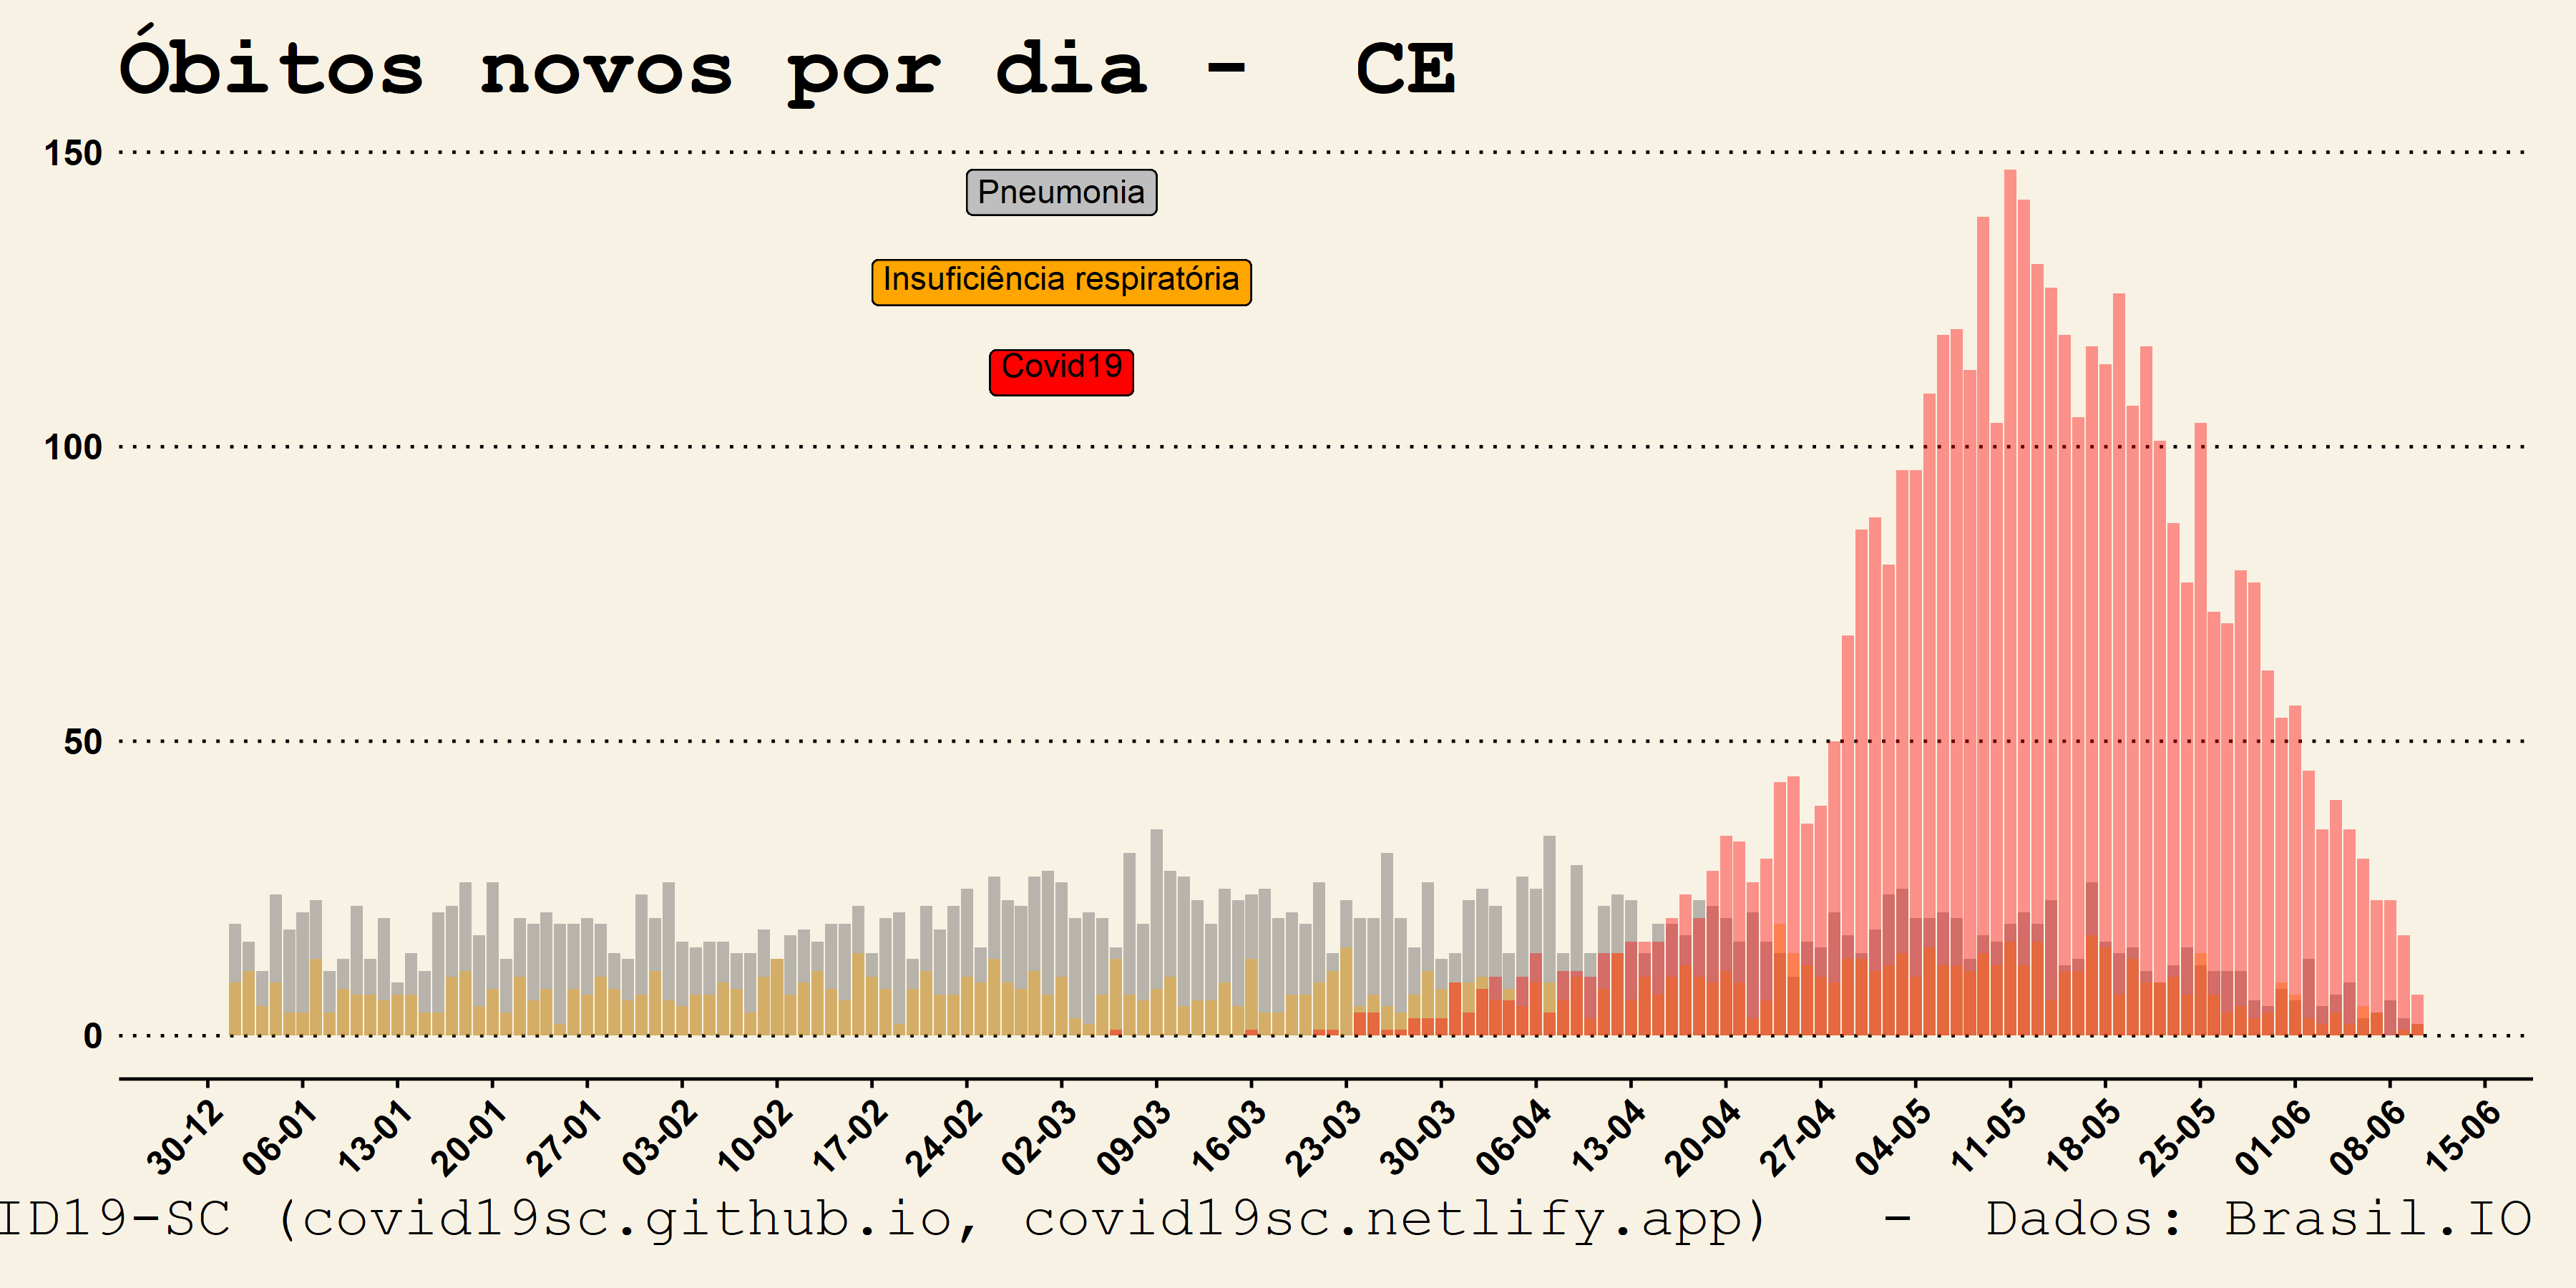 Óbitos novos por dia -  CE
150
Pneumonia
Insuficiência respiratória
Covid19
100
50
0
30-12 06-01 13-01 20-01 27-01 03-02 10-02 17-02 24-02 02-03 09-03 16-03 23-03 30-03 06-04 13-04 20-04 27-04 04-05 11-05 18-05 25-05 01-06 08-06 15-06
ID19-SC (covid19sc.github.io, covid19sc.netlify.app)  -  Dados: Brasil.IO